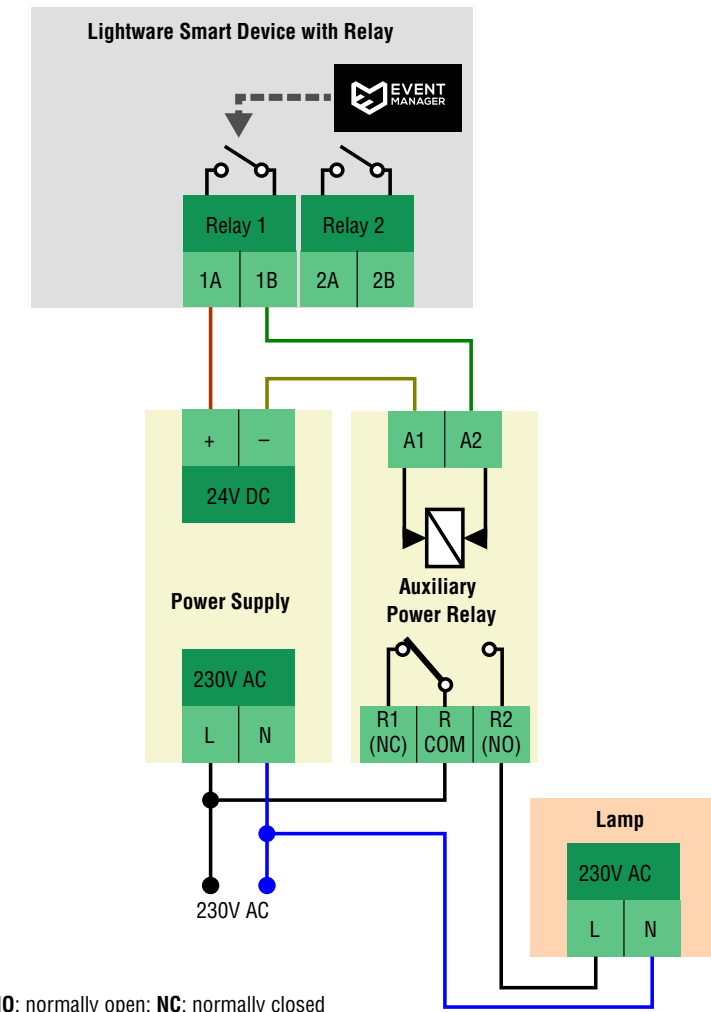 Lightware Smart Device with Relay
EVENT
MANAGER
Relay 1
Relay 2
1A
1B
2A
2B
+
–
A1
A2
24V DC
Power Supply
Auxiliary
Power Relay
230V AC
L
N
R1
(NC)
R
COM
R2
(NO)
Lamp
230V AC
L
N
230V AC
NO: normally open; NC: normally closed